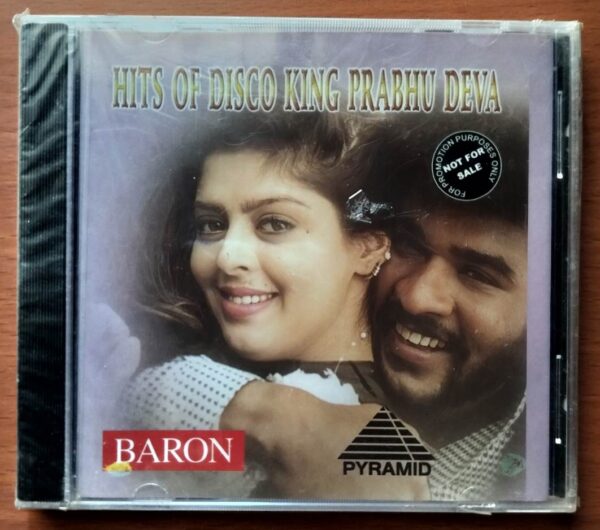 HITS OF DISCO KING PRABHU DEVA
FOR PROMOTION PURPOSES ONLY
NOT FOR
SALE
BARON
PYRAMID